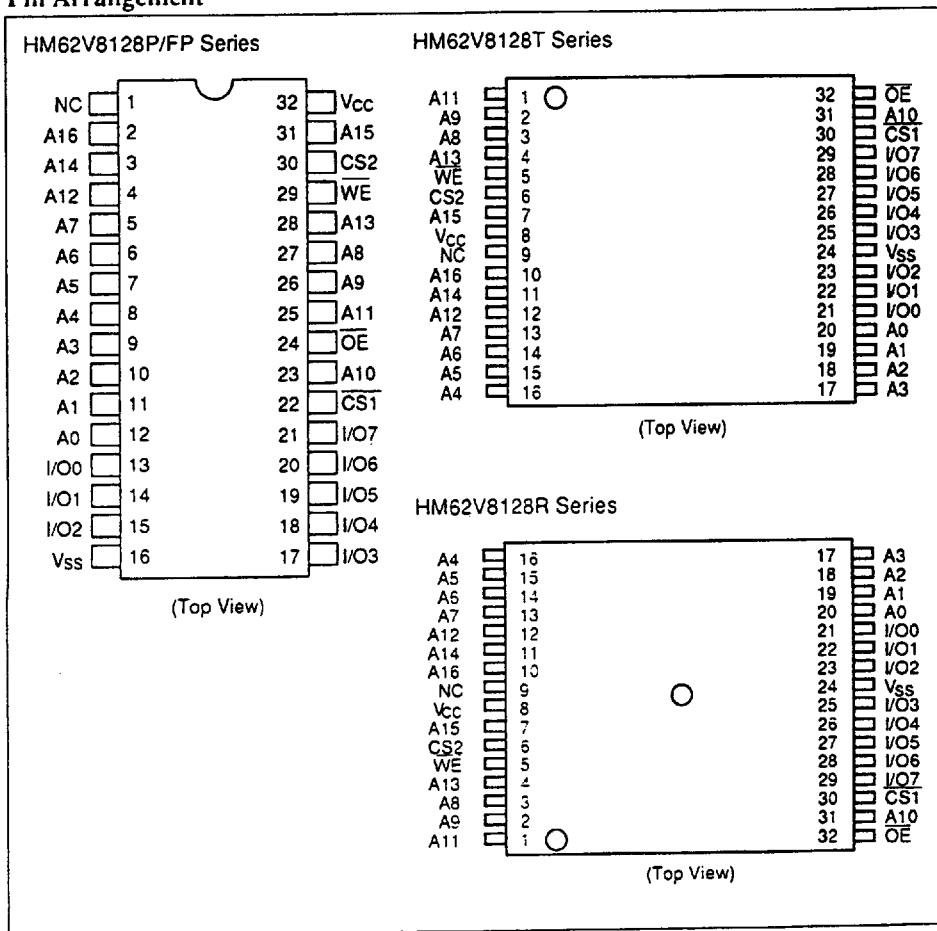 Pin Arrangement
HM62V8128P/FP Series
NC 1 32 VCC
A16 2 31 A15
A14 3 30 CS2
A12 4 29 W̅E̅
A7 5 28 A13
A6 6 27 A8
A5 7 26 A9
A4 8 25 A11
A3 9 24 O̅E̅
A2 10 23 A10
A1 11 22 C̅S̅1̅
A0 12 21 I/O7
I/O0 13 20 I/O6
I/O1 14 19 I/O5
I/O2 15 18 I/O4
VSS 16 17 I/O3
(Top View)
HM62V8128T Series
A11 1 32 O̅E̅
A9 2 31 A10
A8 3 30 C̅S̅1̅
A13 4 29 I/O7
W̅E̅ 5 28 I/O6
CS2 6 27 I/O5
A15 7 26 I/O4
VCC 8 25 I/O3
NC 9 24 VSS
A16 10 23 I/O2
A14 11 22 I/O1
A12 12 21 I/O0
A7 13 20 A0
A6 14 19 A1
A5 15 18 A2
A4 16 17 A3
(Top View)
HM62V8128R Series
A4 16 17 A3
A5 15 18 A2
A6 14 19 A1
A7 13 20 A0
A12 12 21 I/O0
A14 11 22 I/O1
A16 10 23 I/O2
NC 9 24 VSS
VCC 8 25 I/O3
A15 7 26 I/O4
CS2 6 27 I/O5
W̅E̅ 5 28 I/O6
A13 4 29 I/O7
A8 3 30 C̅S̅1̅
A9 2 31 A10
A11 1 32 O̅E̅
(Top View)